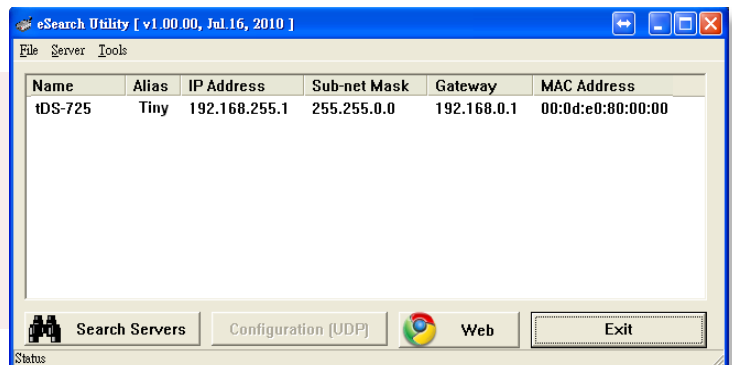 eSearch Utility [ v1.00.00, Jul.16, 2010 ]
File Server Tools
Name Alias IP Address Sub-net Mask Gateway MAC Address
tDS-725 Tiny 192.168.255.1 255.255.0.0 192.168.0.1 00:0d:e0:80:00:00
Search Servers Configuration (UDP) Web Exit
Status